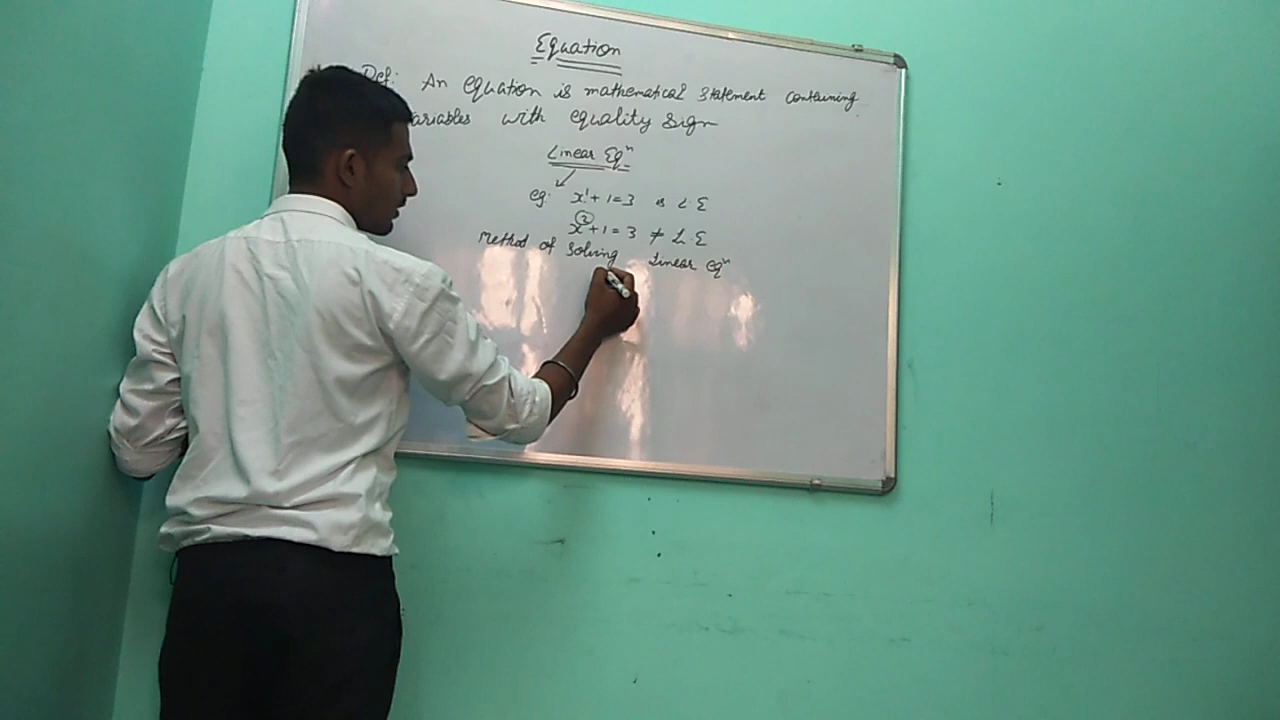 Equation
Def: An equation is mathematical statement containing
ariables with equality sign
Linear Eqⁿ
eg: x¹+1=3 is L.E
x²+1=3 ≠ L.E
Method of Solving Linear eqⁿ